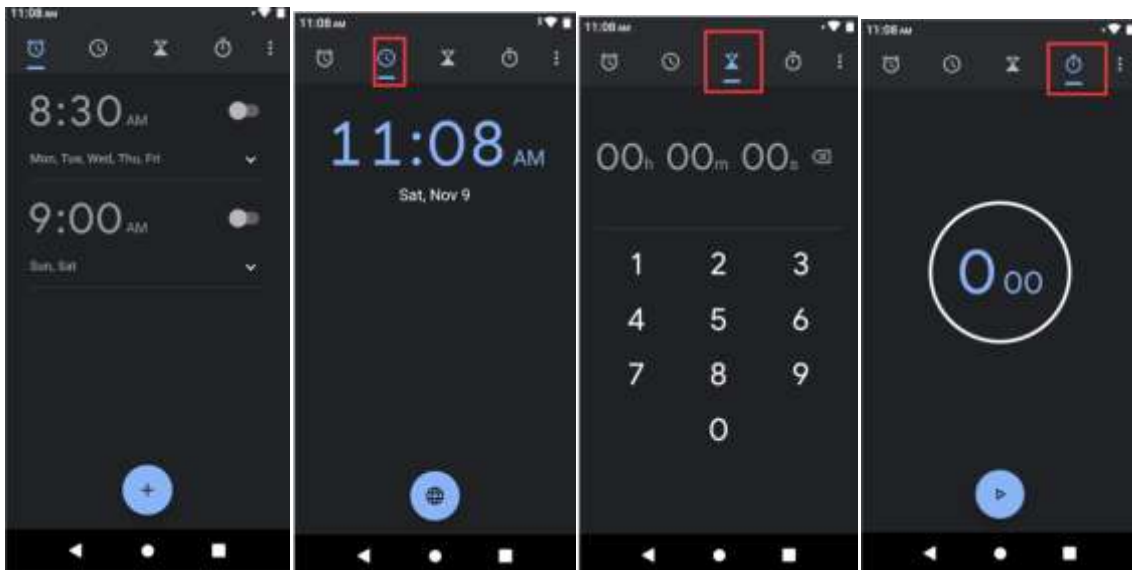 11:08 AM
8:30 AM
Mon, Tue, Wed, Thu, Fri
9:00 AM
Sun, Sat
11:08 AM
11:08 AM
Sat, Nov 9
11:08 AM
00h 00m 00s
1 2 3
4 5 6
7 8 9
0
11:08 AM
0 00